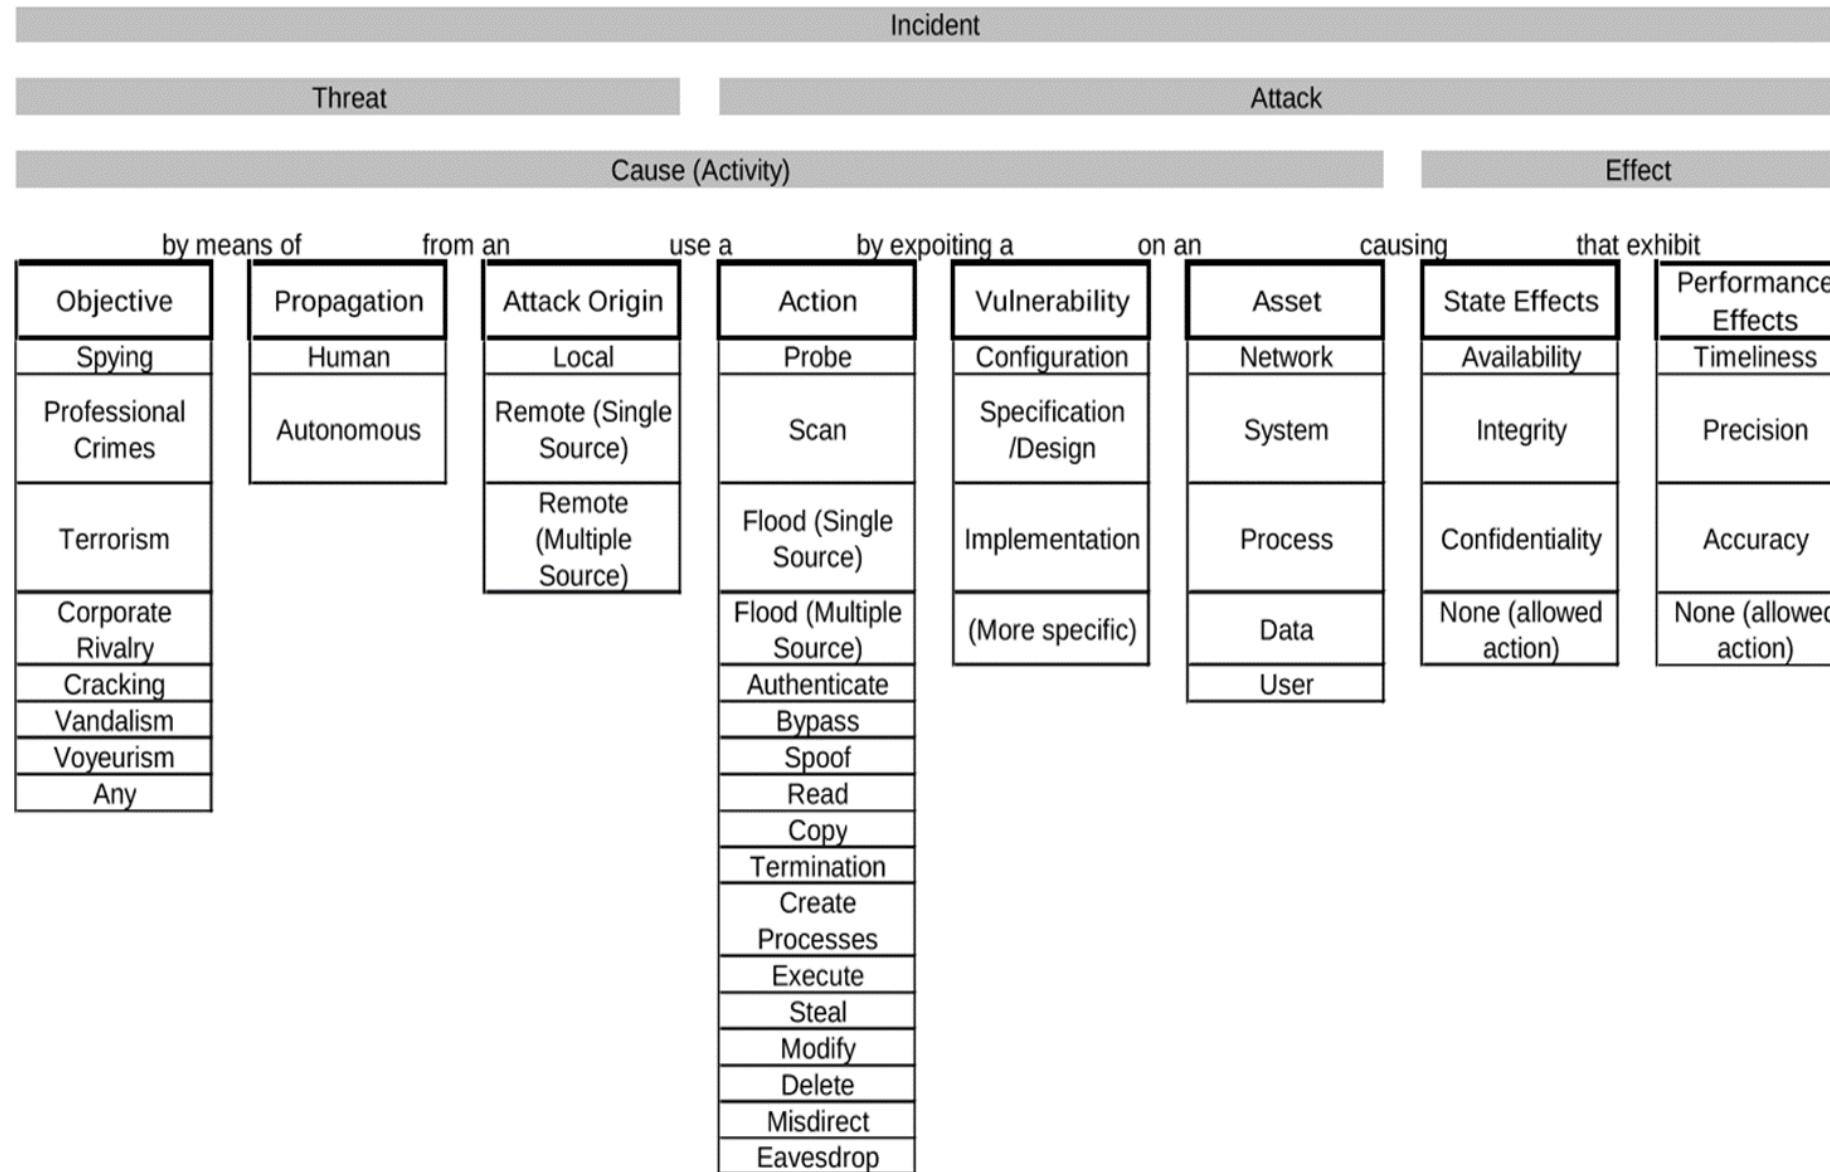 Incident
Threat
Attack
Cause (Activity)
Effect
by means of
from an
use a
by expoiting a
on an
causing
that exhibit
Objective
Spying
Professional
Crimes
Terrorism
Corporate
Rivalry
Cracking
Vandalism
Voyeurism
Any
Propagation
Human
Autonomous
Attack Origin
Local
Remote (Single
Source)
Remote
(Multiple
Source)
Action
Probe
Scan
Flood (Single
Source)
Flood (Multiple
Source)
Authenticate
Bypass
Spoof
Read
Copy
Termination
Create
Processes
Execute
Steal
Modify
Delete
Misdirect
Eavesdrop
Vulnerability
Configuration
Specification
/Design
Implementation
(More specific)
Asset
Network
System
Process
Data
User
State Effects
Availability
Integrity
Confidentiality
None (allowed
action)
Performance
Effects
Timeliness
Precision
Accuracy
None (allowed
action)